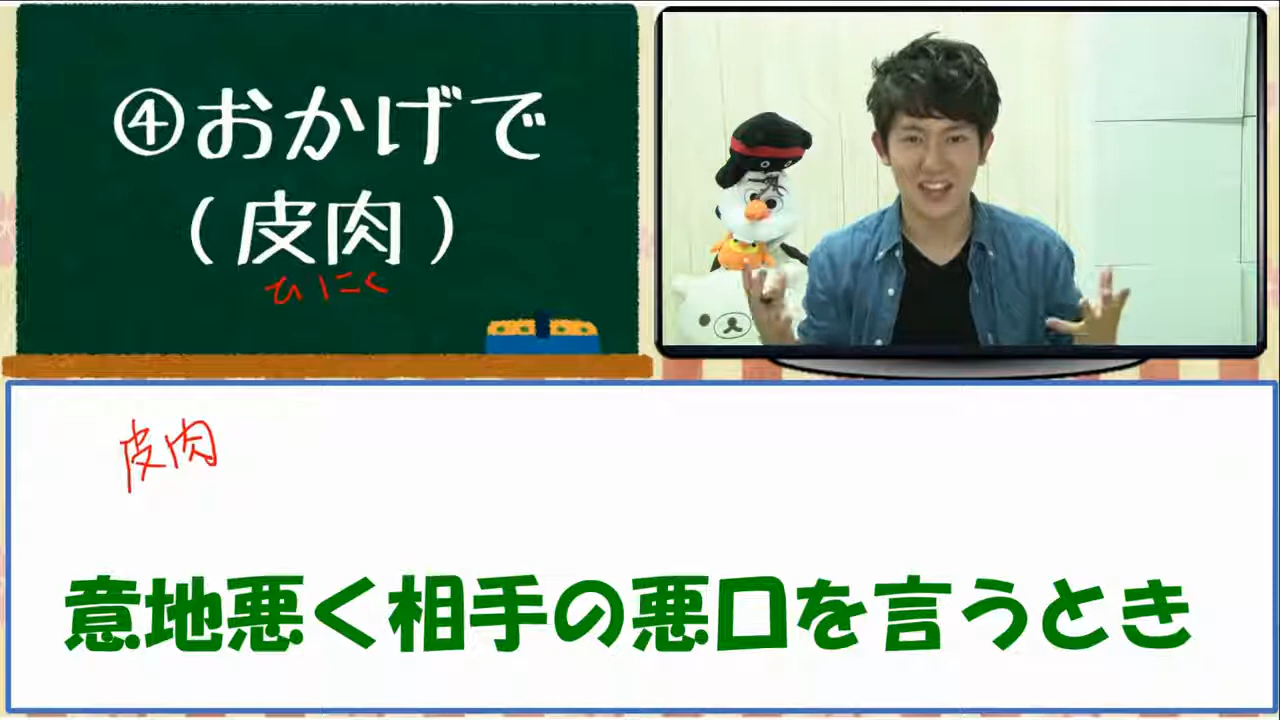 ④おかげで
（皮肉）
ひにく
皮肉
意地悪く相手の悪口を言うとき